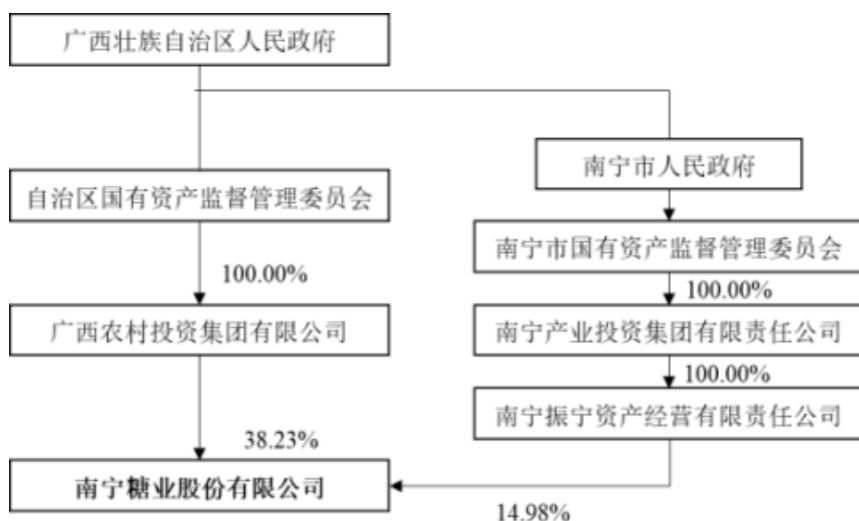 广西壮族自治区人民政府
南宁市人民政府
自治区国有资产监督管理委员会
南宁市国有资产监督管理委员会
100.00%
100.00%
广西农村投资集团有限公司
南宁产业投资集团有限责任公司
100.00%
南宁振宁资产经营有限责任公司
38.23%
南宁糖业股份有限公司
14.98%